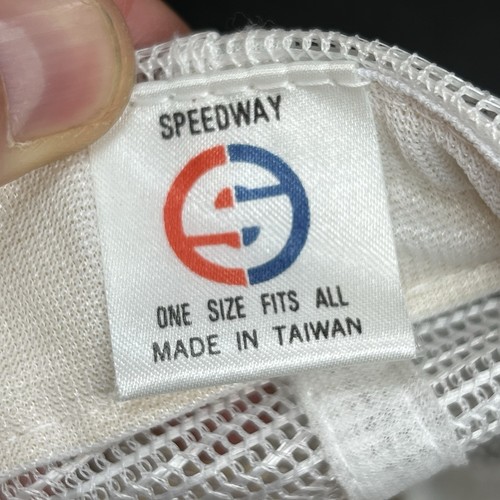 SPEEDWAY
S
ONE SIZE FITS ALL
MADE IN TAIWAN